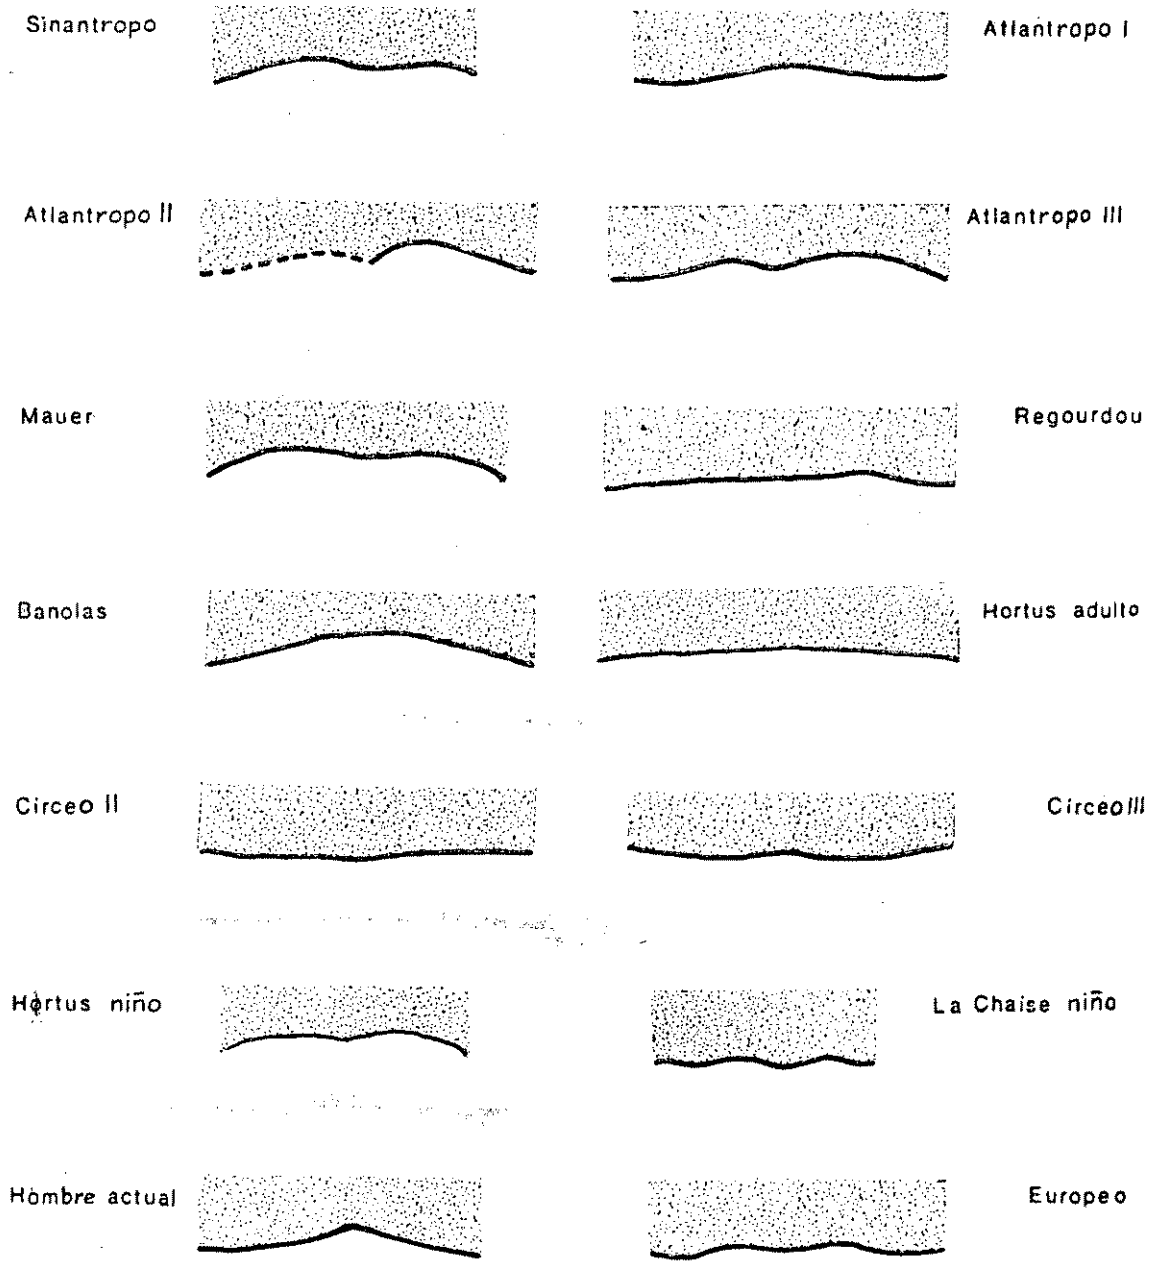 Sinantropo
Atlantropo I
Atlantropo II
Atlantropo III
Mauer
Regourdou
Banolas
Hortus adulto
Circeo II
Circeo III
Hortus niño
La Chaise niño
Hombre actual
Europeo